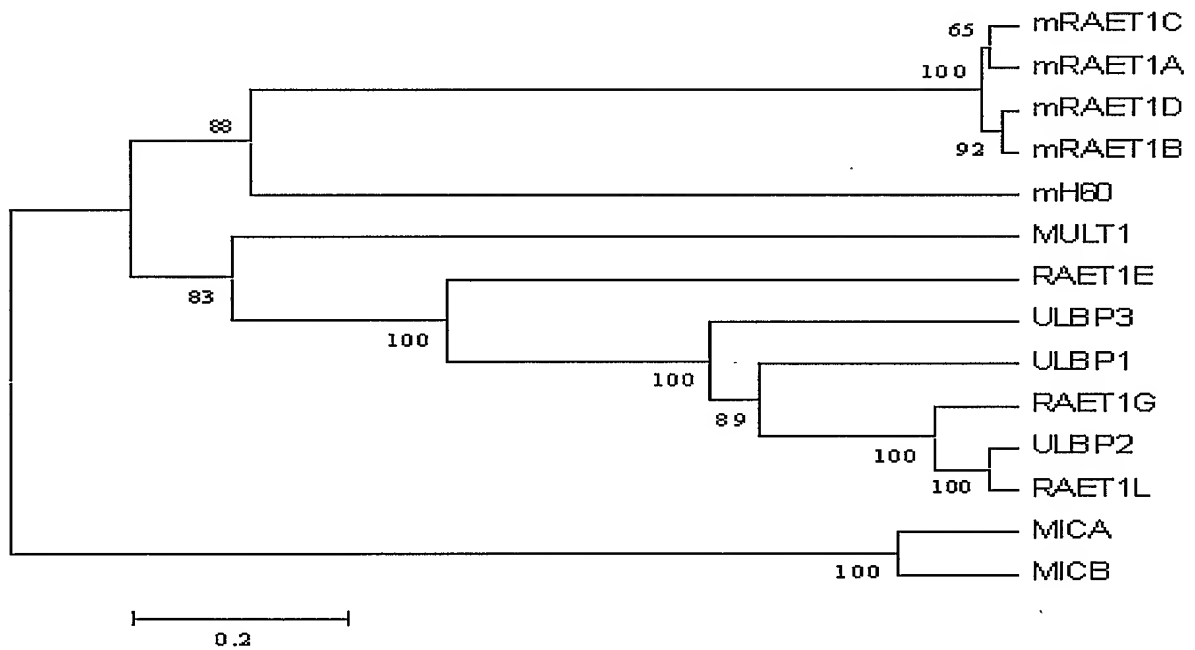 65
mRAET1C
100
mRAET1A
mRAET1D
92
mRAET1B
88
mH60
MULT1
83
RAET1E
100
ULBP3
100
ULBP1
89
RAET1G
100
ULBP2
100
RAET1L
MICA
100
MICB
0.2